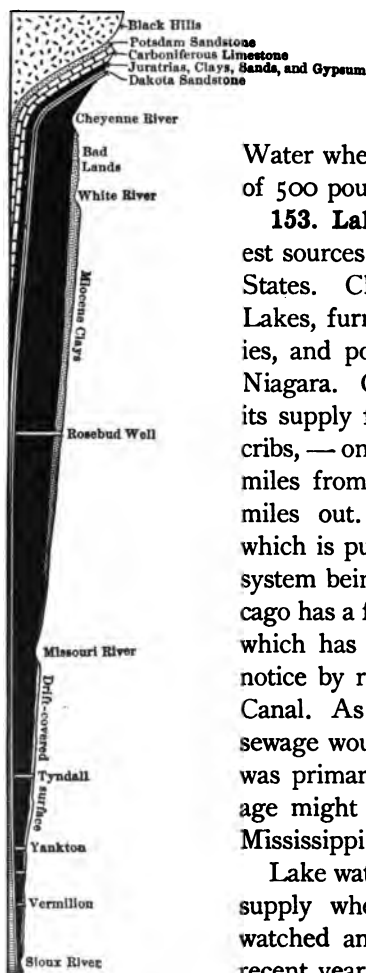 Black Hills
Potsdam Sandstone
Carboniferous Limestone
Juratrias, Clays, Sands, and Gypsum
Dakota Sandstone
Cheyenne River
Bad
Lands
White River
Miocene Clays
Rosebud Well
Missouri River
Drift-covered surface
Tyndall
Yankton
Vermilion
Sioux River
Water whe
of 500 pou
153. Lal
est sources
States. Cl
Lakes, furr
ies, and po
Niagara. C
its supply f
cribs, — on
miles from
miles out.
which is pu
system bein
cago has a f
which has
notice by r
Canal. As
sewage wou
was primar
age might
Mississippi
Lake wat
supply whe
watched an
recent year